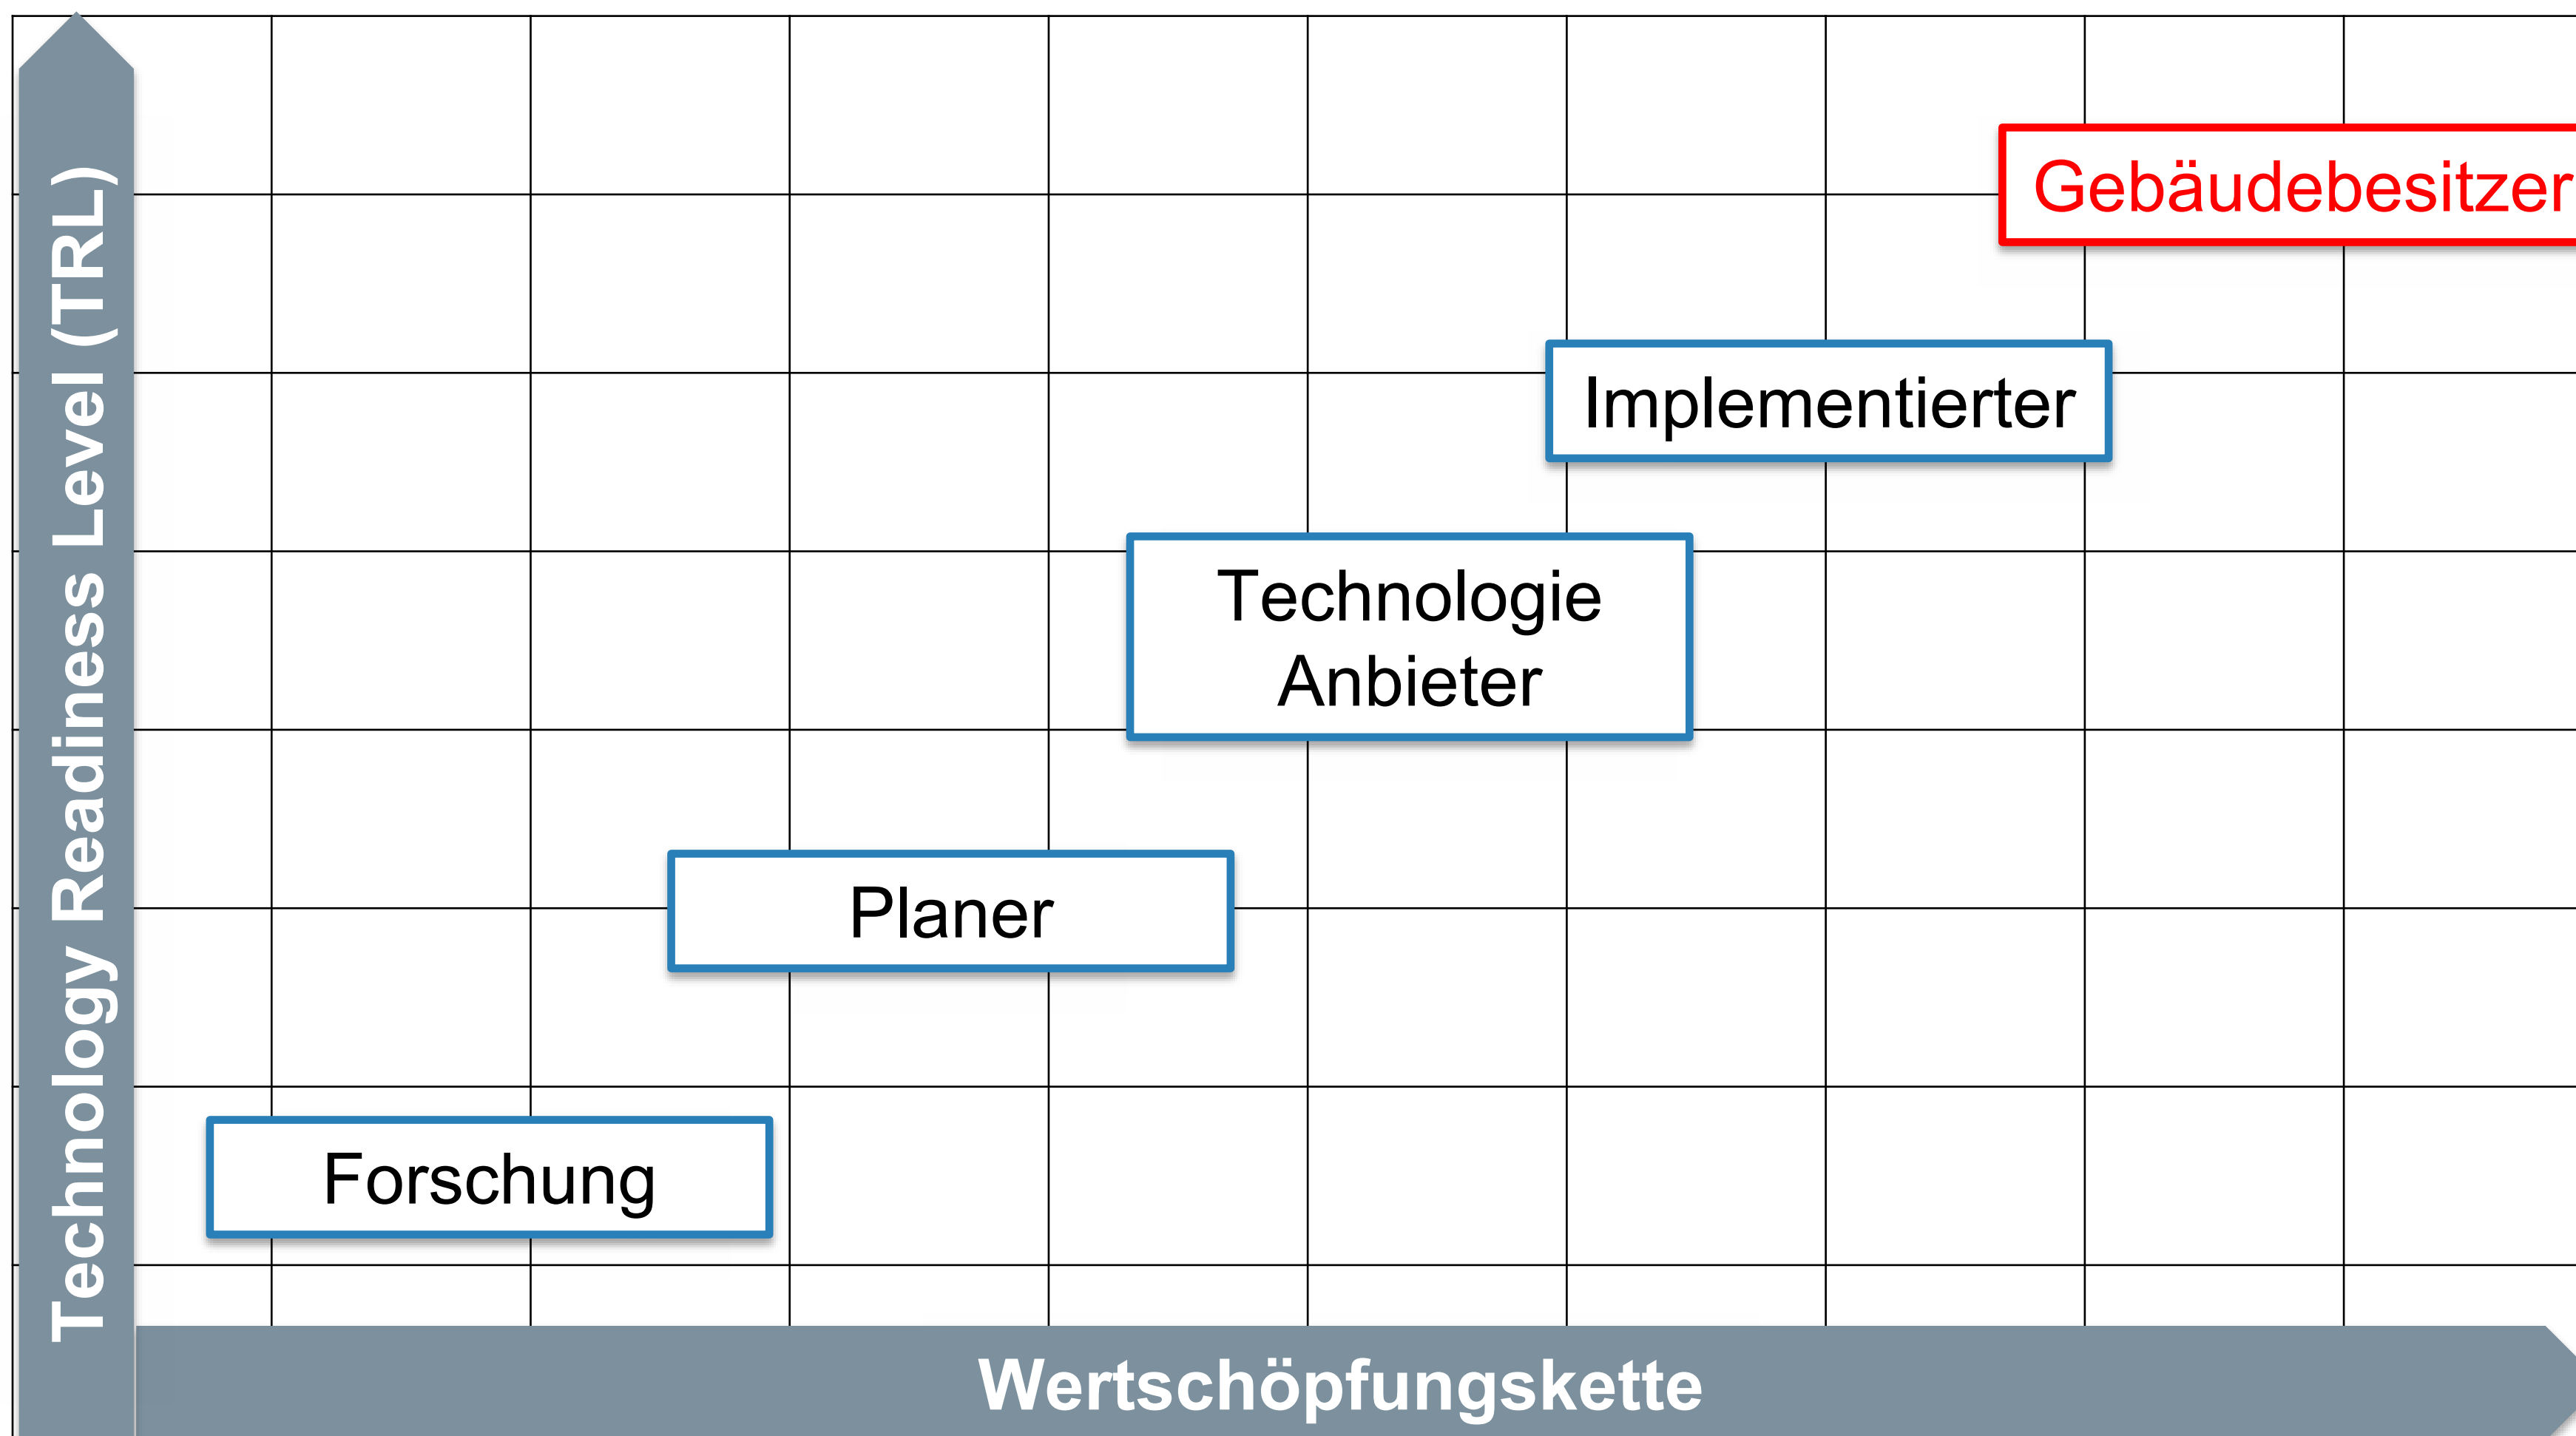 Technology Readiness Level (TRL)
Gebäudebesitzer
Implementierter
Technologie
Anbieter
Planer
Forschung
Wertschöpfungskette